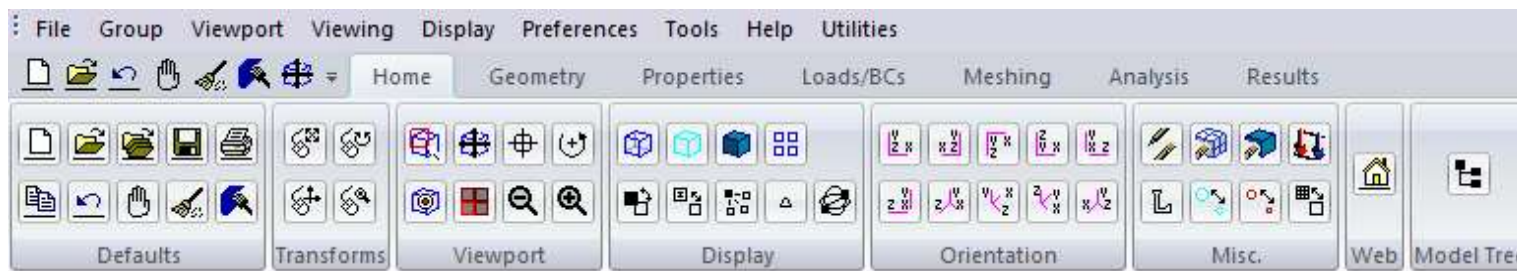 File Group Viewport Viewing Display Preferences Tools Help Utilities
Home Geometry Properties Loads/BCs Meshing Analysis Results
Defaults Transforms Viewport Display Orientation Misc. Web Model Tre